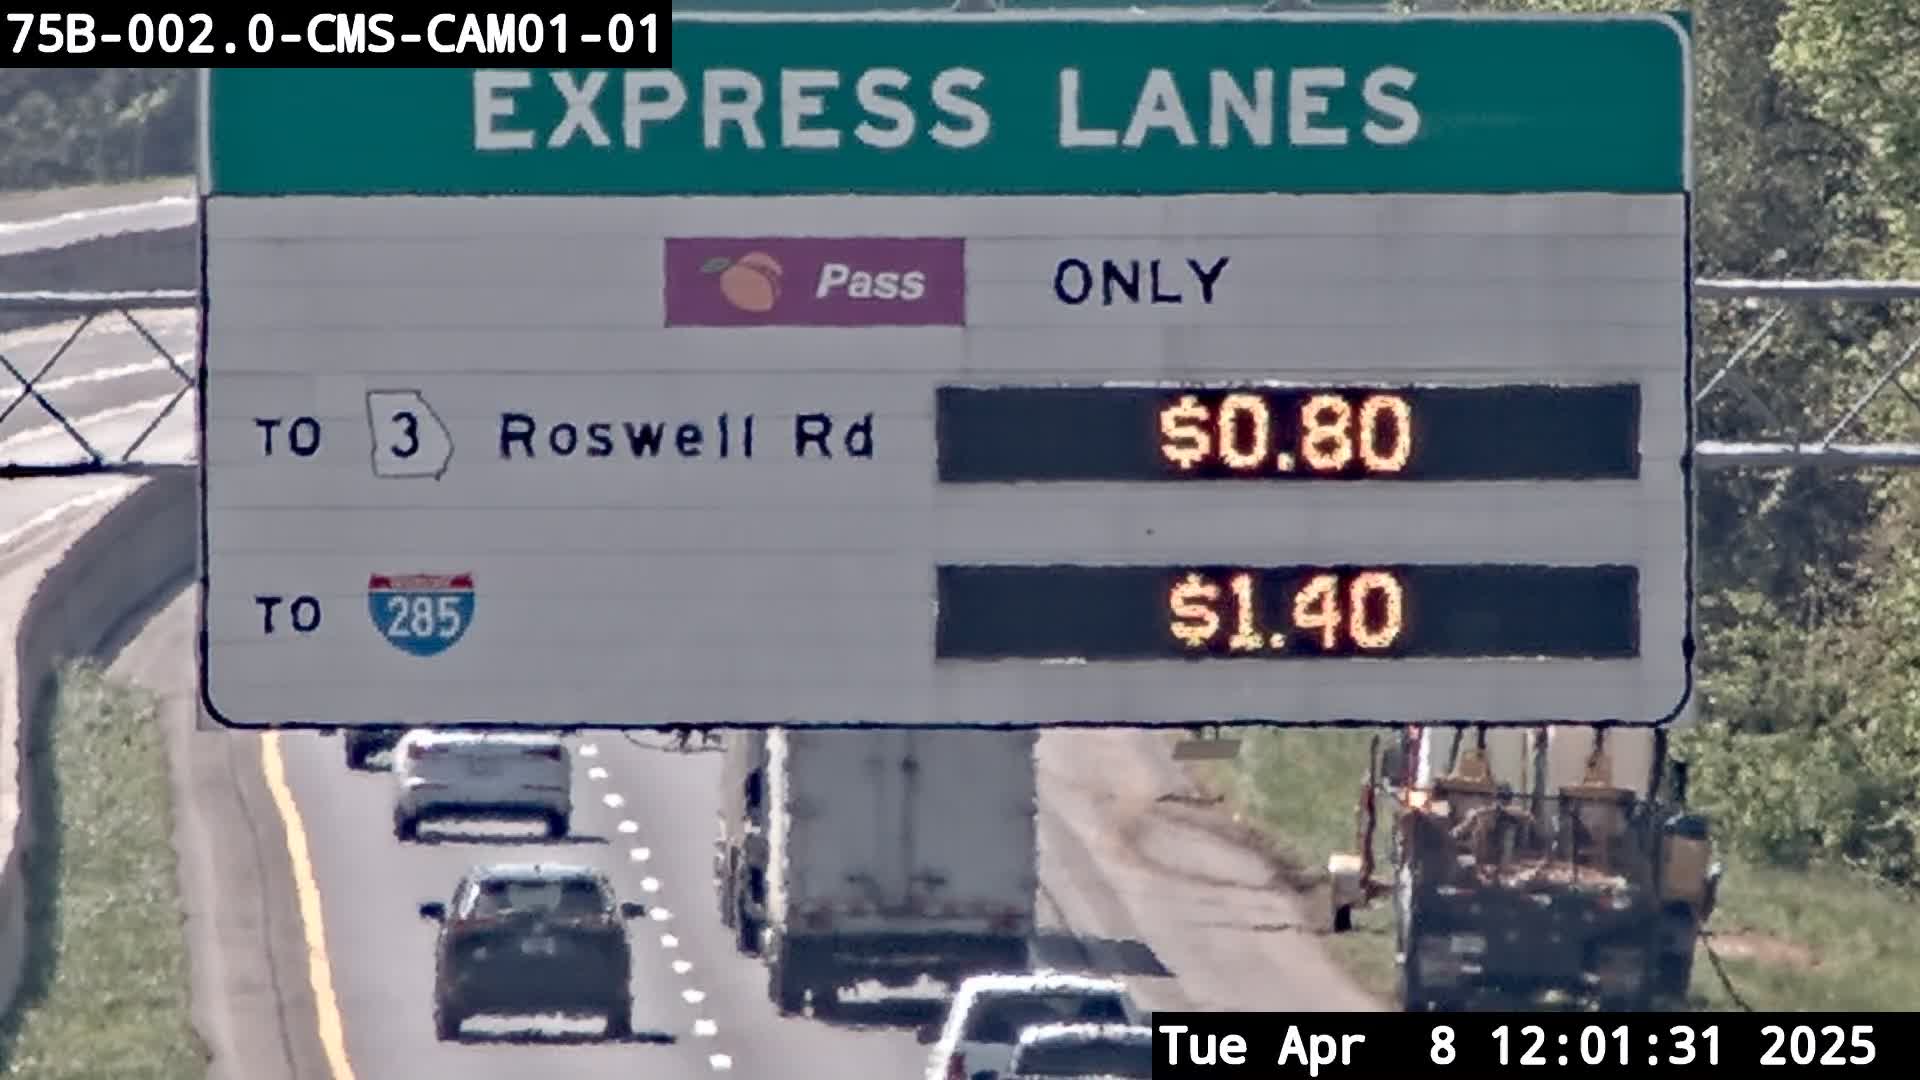 75B-002.0-CMS-CAM01-01
EXPRESS LANES
Pass ONLY
TO 3 Roswell Rd $0.80
TO 285 $1.40
Tue Apr 8 12:01:31 2025